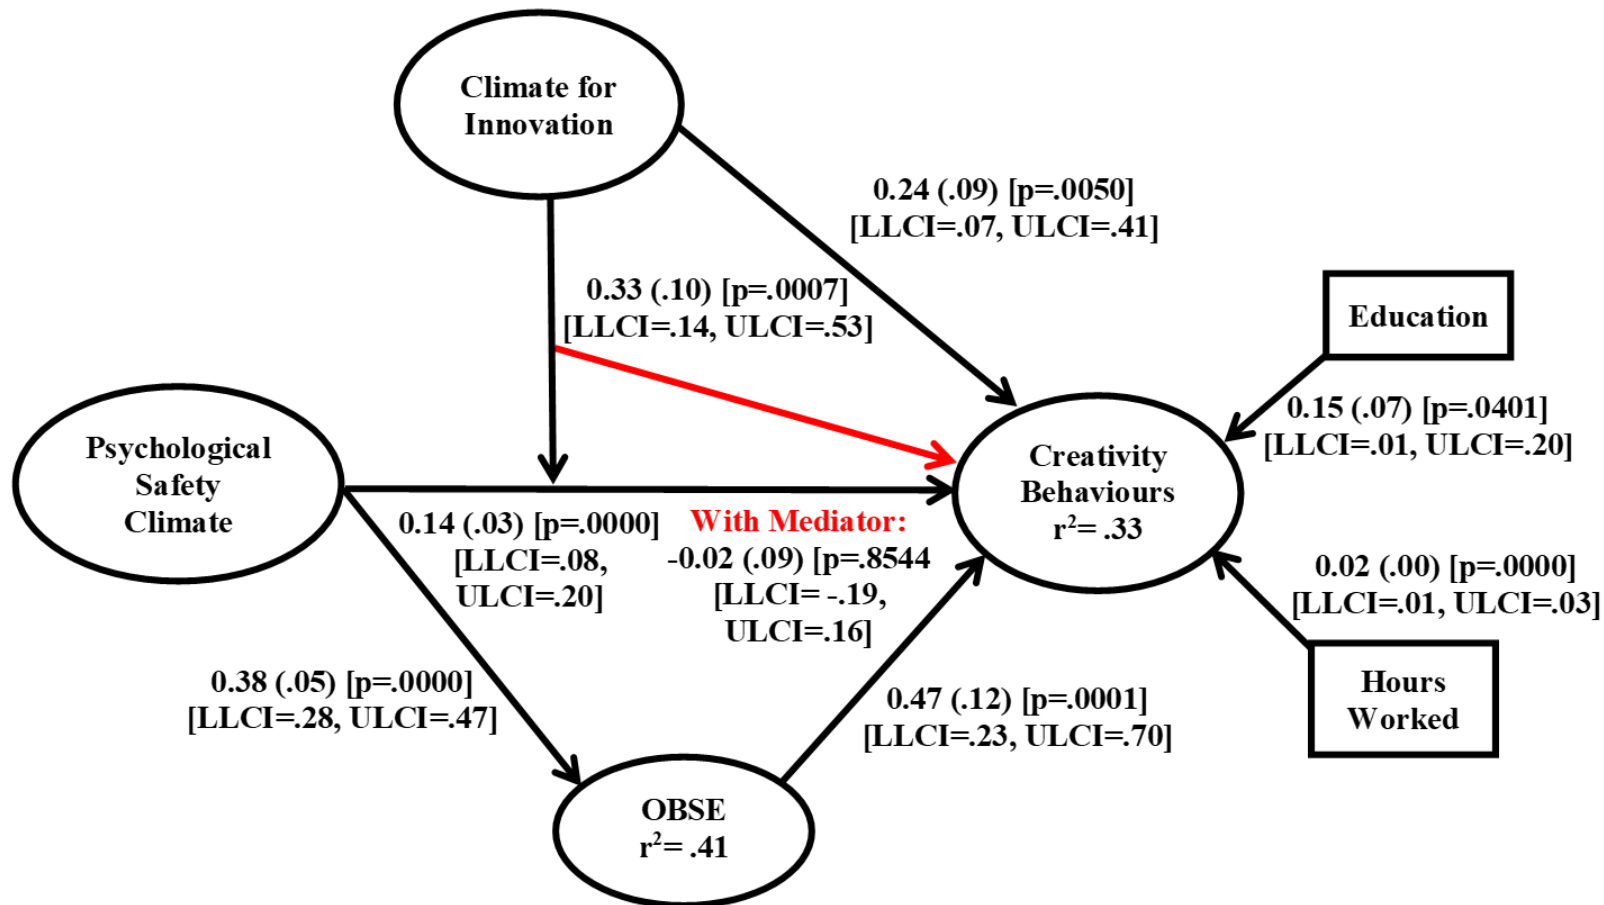 Climate for
Innovation
0.24 (.09) [p=.0050]
[LLCI=.07, ULCI=.41]
0.33 (.10) [p=.0007]
[LLCI=.14, ULCI=.53]
Education
0.15 (.07) [p=.0401]
[LLCI=.01, ULCI=.20]
Psychological
Safety
Climate
Creativity
Behaviours
r²= .33
0.14 (.03) [p=.0000]
[LLCI=.08,
ULCI=.20]
With Mediator:
-0.02 (.09) [p=.8544
[LLCI= -.19,
ULCI=.16]
0.02 (.00) [p=.0000]
[LLCI=.01, ULCI=.03]
Hours
Worked
0.38 (.05) [p=.0000]
[LLCI=.28, ULCI=.47]
0.47 (.12) [p=.0001]
[LLCI=.23, ULCI=.70]
OBSE
r²= .41